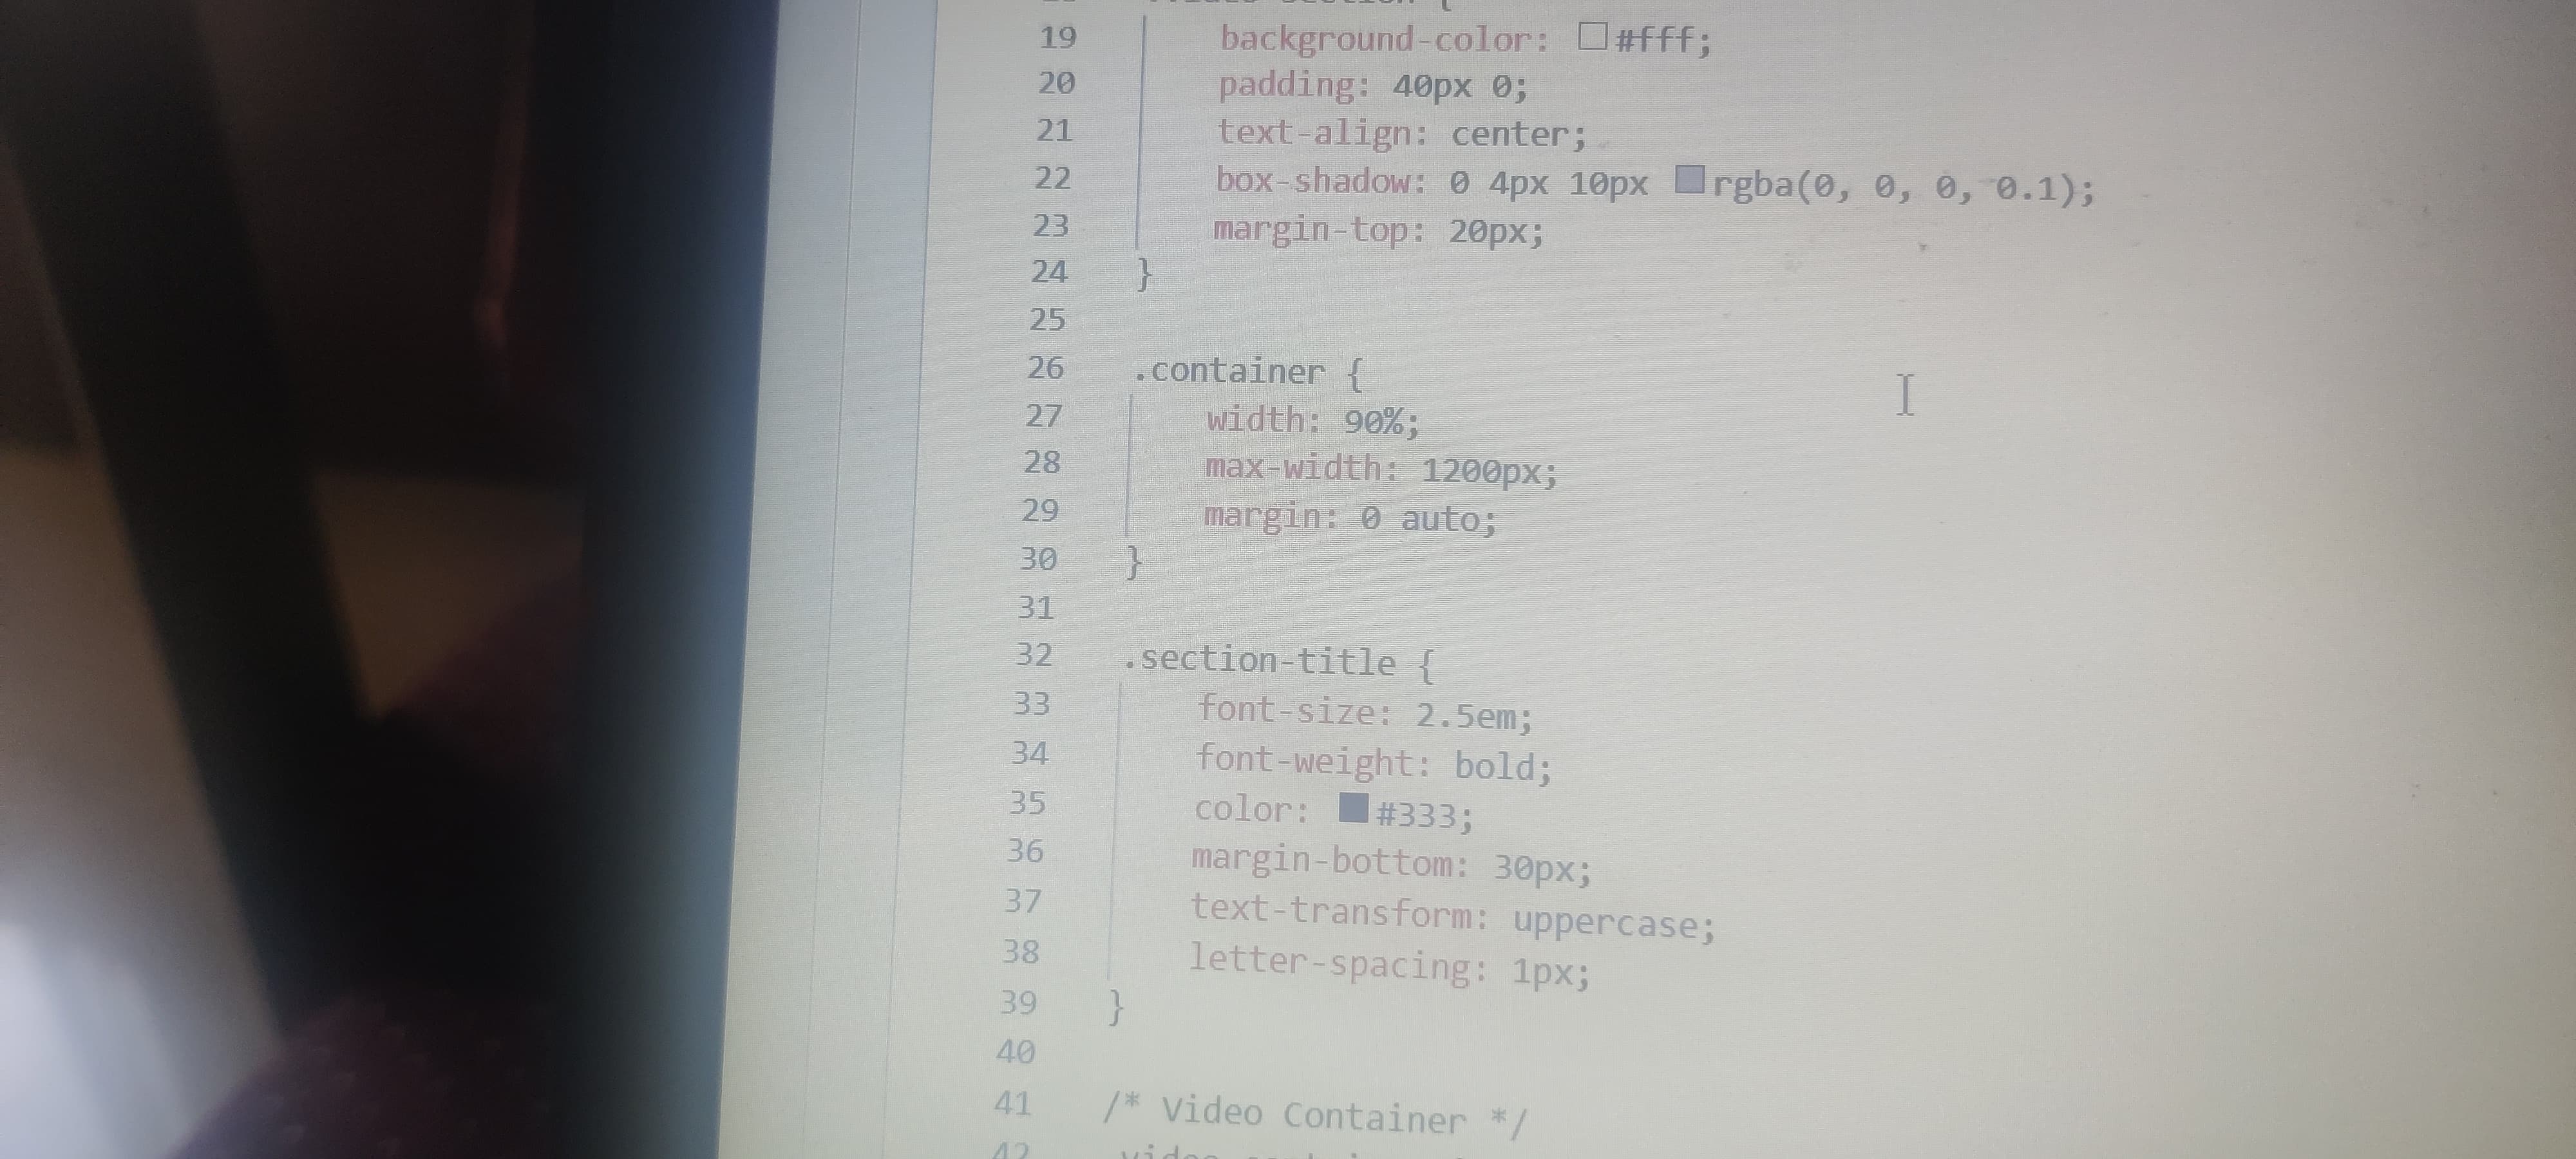 19 background-color: #fff;
20 padding: 40px 0;
21 text-align: center;
22 box-shadow: 0 4px 10px rgba(0, 0, 0, 0.1);
23 margin-top: 20px;
24 }
25
26 .container {
27 width: 90%;
28 max-width: 1200px;
29 margin: 0 auto;
30 }
31
32 .section-title {
33 font-size: 2.5em;
34 font-weight: bold;
35 color: #333;
36 margin-bottom: 30px;
37 text-transform: uppercase;
38 letter-spacing: 1px;
39 }
40
41 /* Video Container */
42